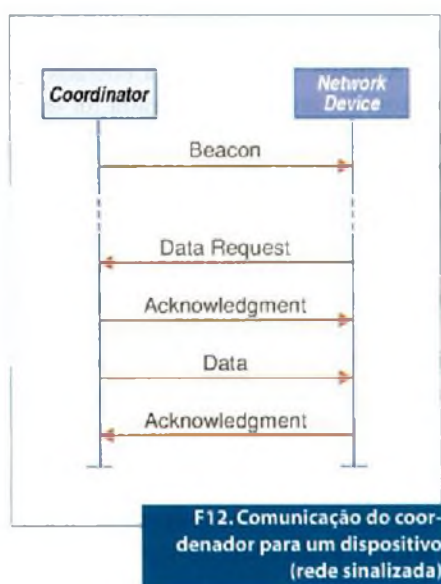 Coordinator
Network
Device
Beacon
Data Request
Acknowledgment
Data
Acknowledgment
F12. Comunicação do coor-
denador para um dispositivo
(rede sinalizada)